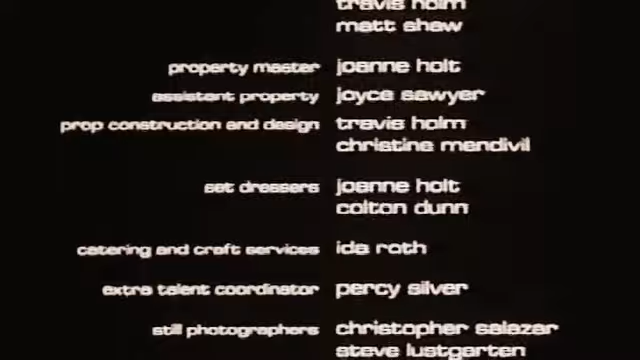 travis holm
matt shaw
property master joanne holt
assistant property joyce sawyer
prop construction and design travis holm
christine mendivil
set dressers joanne holt
colton dunn
catering and craft services ida roth
extra talent coordinator percy silver
still photographers christopher salazar
steve lustgarten